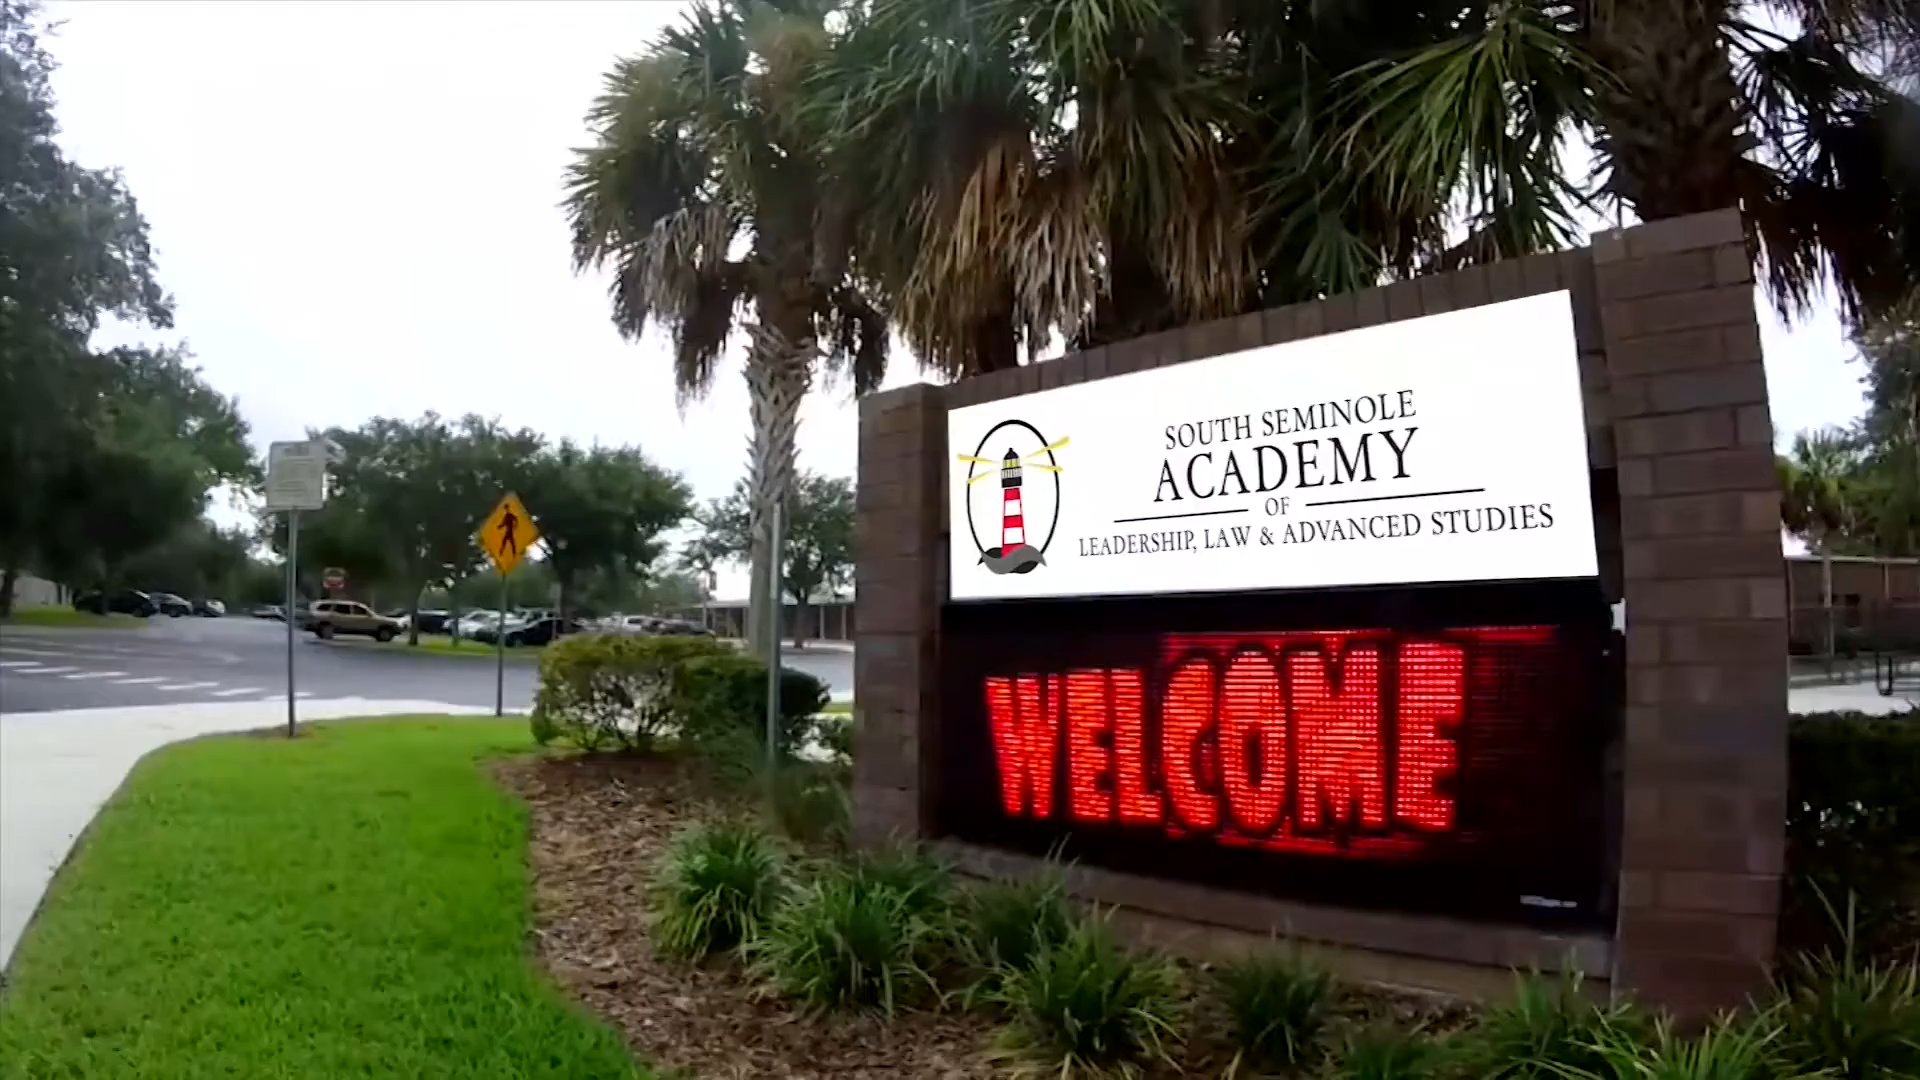 SOUTH SEMINOLE
ACADEMY
OF
LEADERSHIP, LAW & ADVANCED STUDIES
WELCOME